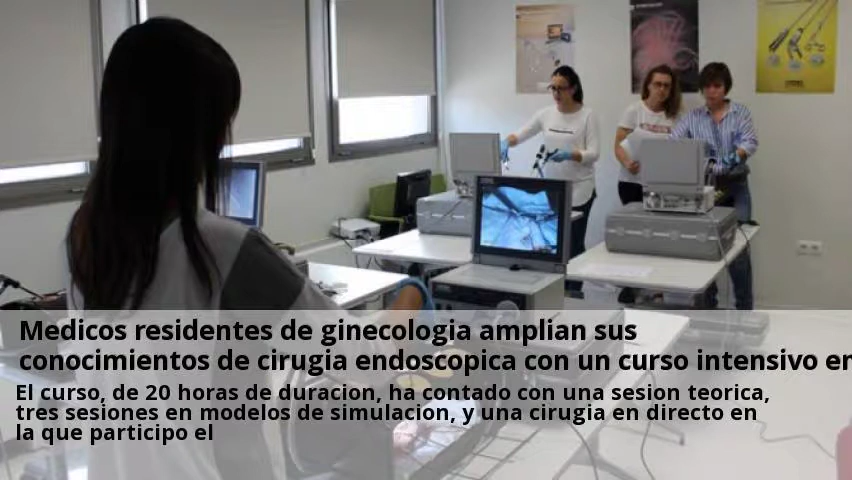 Medicos residentes de ginecologia amplian sus
conocimientos de cirugia endoscopica con un curso intensivo en
El curso, de 20 horas de duracion, ha contado con una sesion teorica,
tres sesiones en modelos de simulacion, y una cirugia en directo en
la que participo el